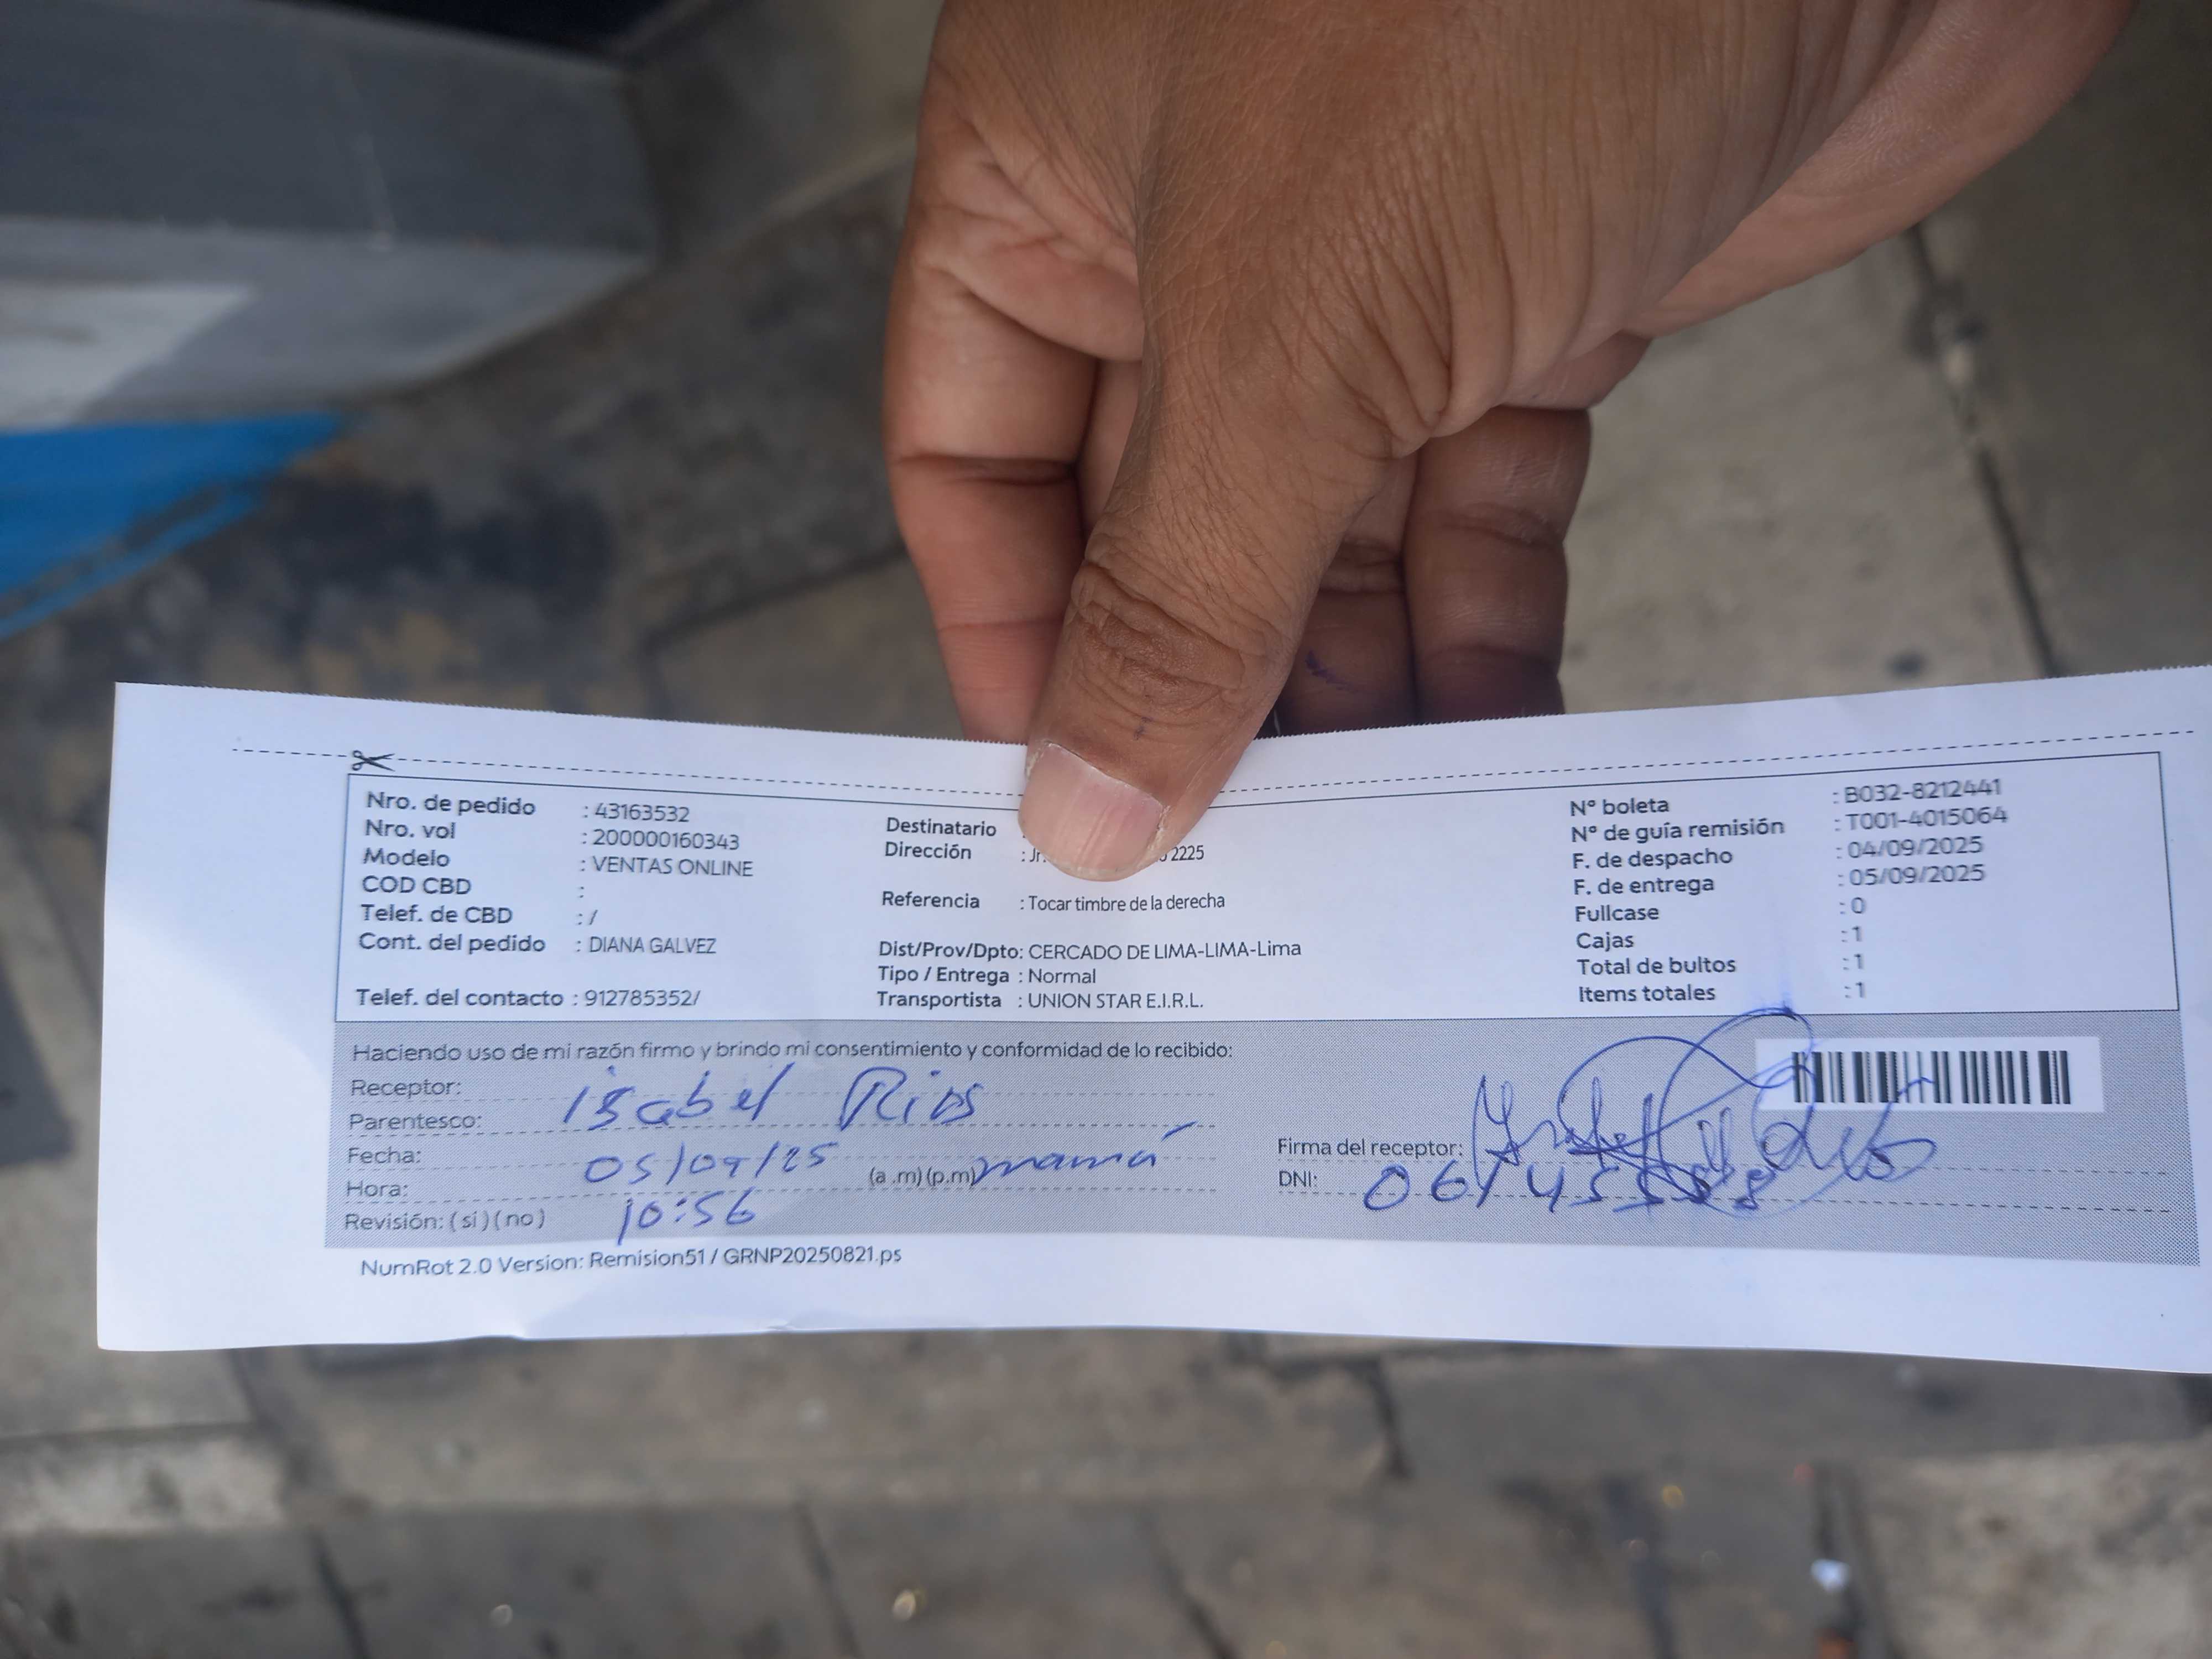 Nro. de pedido : 43163532
Nro. vol : 200000160343
Modelo : VENTAS ONLINE
COD CBD :
Telef. de CBD : /
Cont. del pedido : DIANA GALVEZ
Telef. del contacto : 912785352/
Destinatario
Dirección : Jr. 2225
Referencia : Tocar timbre de la derecha
Dist/Prov/Dpto: CERCADO DE LIMA-LIMA-Lima
Tipo / Entrega : Normal
Transportista : UNION STAR E.I.R.L.
N° boleta : B032-8212441
N° de guía remisión : T001-4015064
F. de despacho : 04/09/2025
F. de entrega : 05/09/2025
Fullcase : 0
Cajas : 1
Total de bultos : 1
Items totales : 1
Haciendo uso de mi razón firmo y brindo mi consentimiento y conformidad de lo recibido:
Receptor: Isabel Rios
Parentesco: mamá
Fecha: 05/09/25
Hora: 10:56 (a .m) (p.m)
Revisión: ( si ) ( no )
Firma del receptor:
DNI:
NumRot 2.0 Version: Remision51 / GRNP20250821.ps